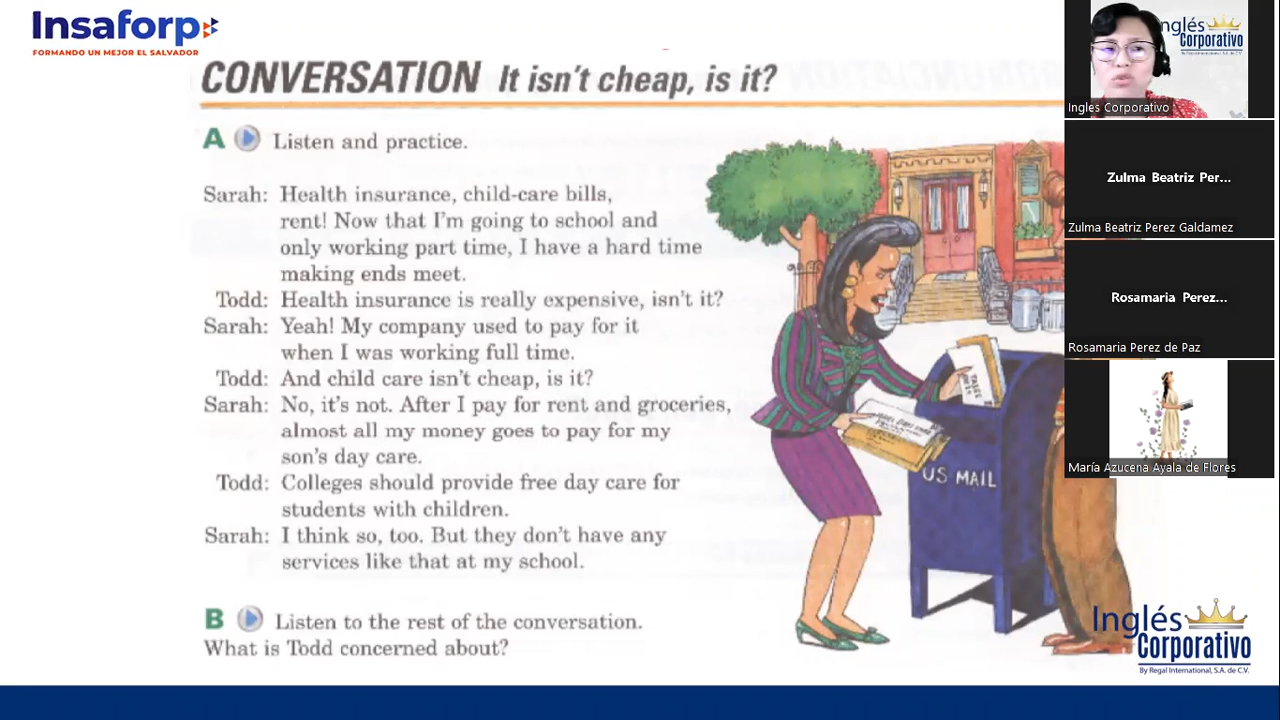 Insaforp
FORMANDO UN MEJOR EL SALVADOR
CONVERSATION It isn't cheap, is it?
A Listen and practice.
Sarah: Health insurance, child-care bills,
rent! Now that I'm going to school and
only working part time, I have a hard time
making ends meet.
Todd: Health insurance is really expensive, isn't it?
Sarah: Yeah! My company used to pay for it
when I was working full time.
Todd: And child care isn't cheap, is it?
Sarah: No, it's not. After I pay for rent and groceries,
almost all my money goes to pay for my
son's day care.
Todd: Colleges should provide free day care for
students with children.
Sarah: I think so, too. But they don't have any
services like that at my school.
B Listen to the rest of the conversation.
What is Todd concerned about?
US MAIL
Inglés
Corporativo
By Regal International, S.A. de C.V.
nglés
Corporativo
Ingles Corporativo
Zulma Beatriz Per...
Zulma Beatriz Perez Galdamez
Rosamaria Perez...
Rosamaria Perez de Paz
María Azucena Ayala de Flores